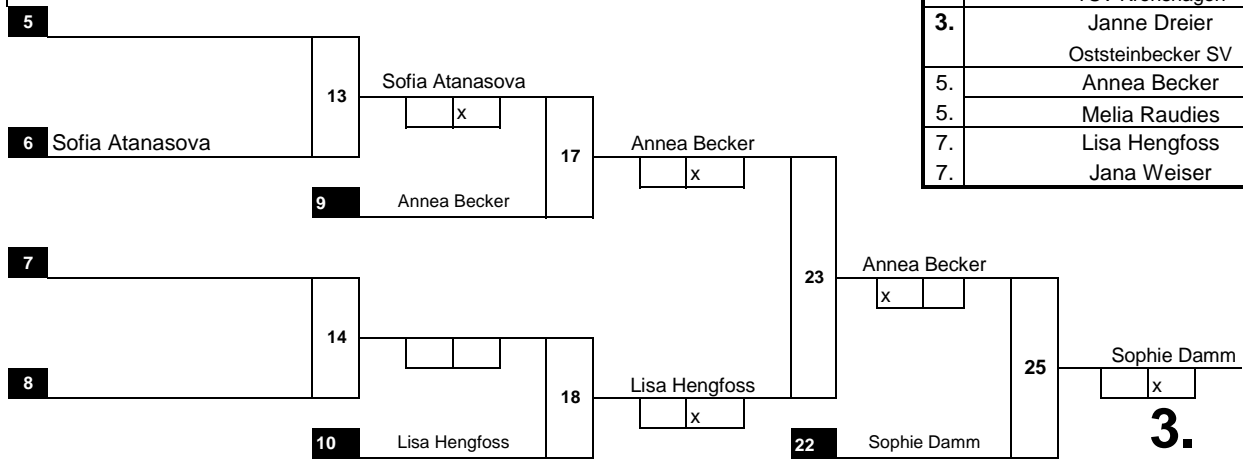 5
3. Janne Dreier
Oststeinbecker SV
Sofia Atanasova
13
x
5. Annea Becker
5. Melia Raudies
6 Sofia Atanasova
17
Annea Becker
x
7. Lisa Hengfoss
7. Jana Weiser
9 Annea Becker
7
23
Annea Becker
x
14
8
18
Lisa Hengfoss
x
25
Sophie Damm
x
3.
10 Lisa Hengfoss
22 Sophie Damm